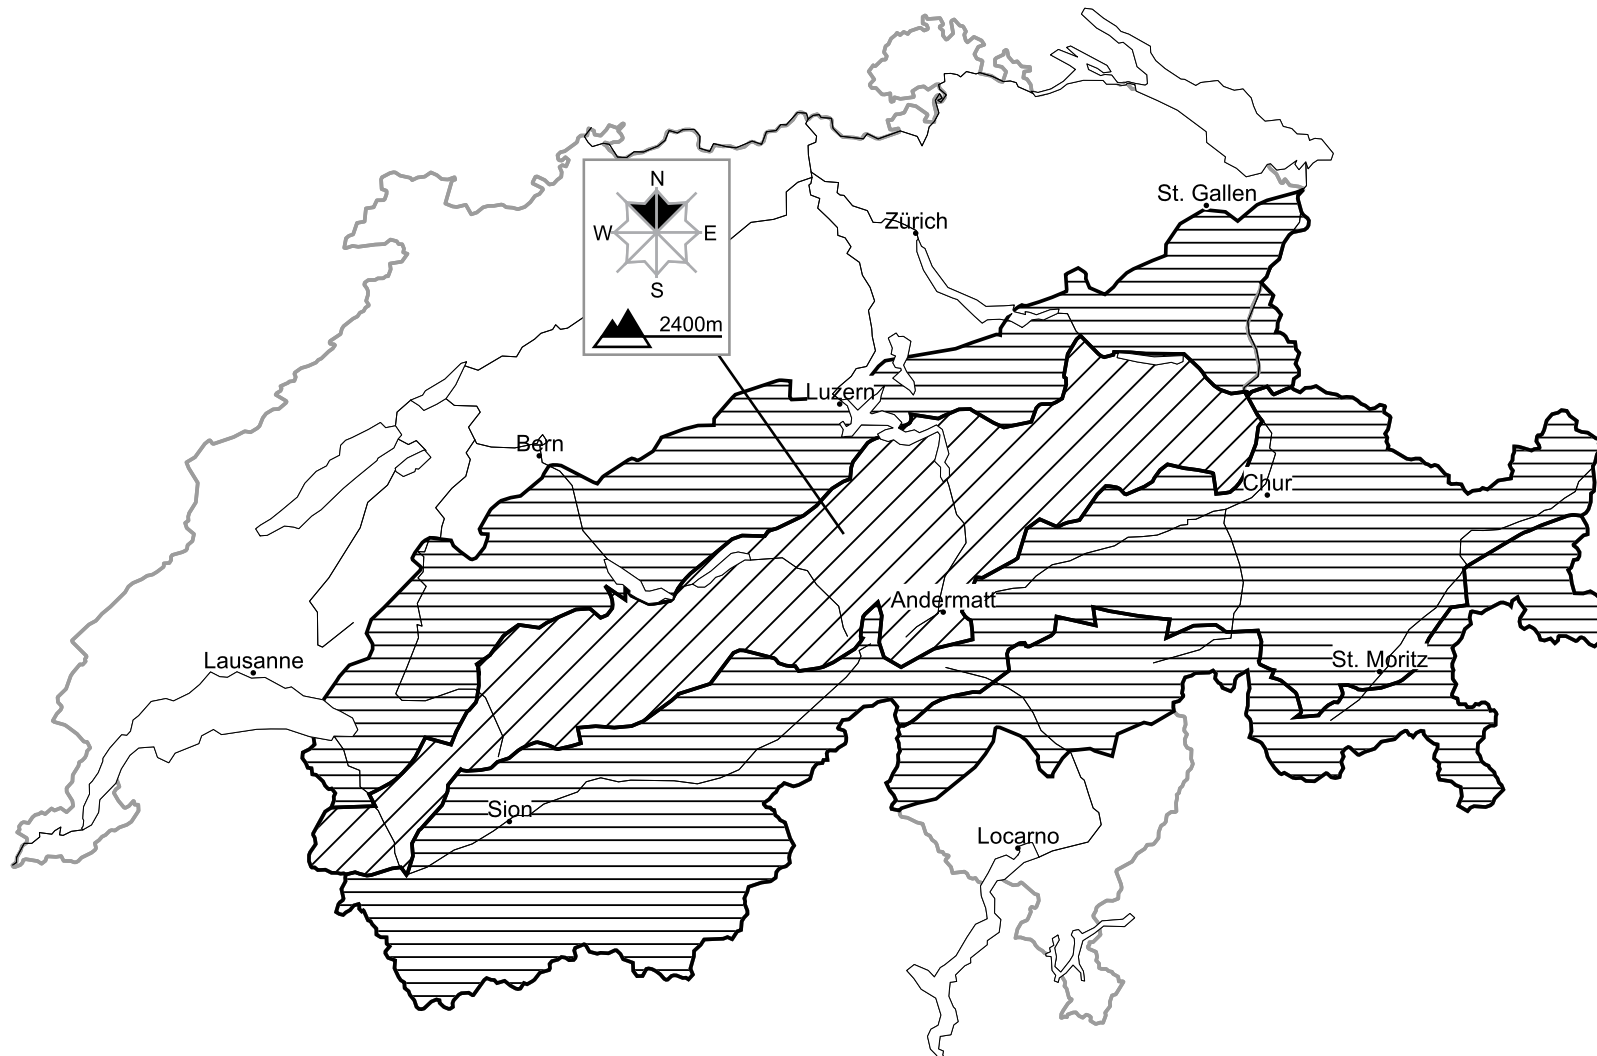 St. Gallen
N
Zürich
W
E
S
2400m
Luzern
Bern
Chur
Andermatt
Lausanne
St. Moritz
Sion
Locarno